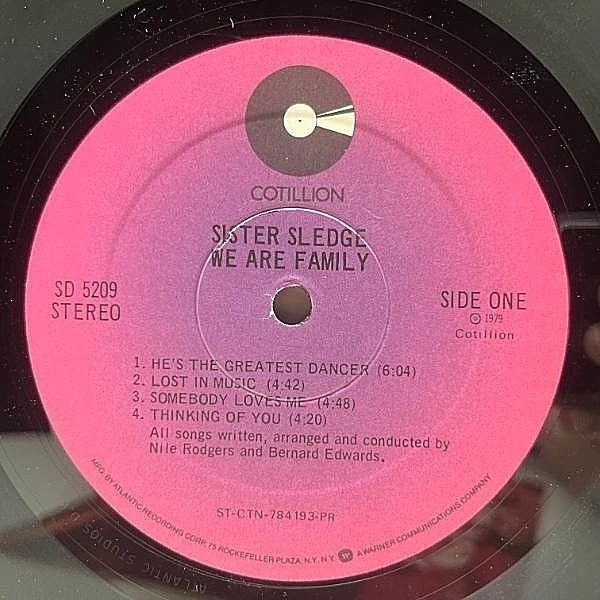 COTILLION
SISTER SLEDGE
WE ARE FAMILY
SD 5209
STEREO
SIDE ONE
Ⓟ 1979
Cotillion
1. HE'S THE GREATEST DANCER (6:04)
2. LOST IN MUSIC (4:42)
3. SOMEBODY LOVES ME (4:48)
4. THINKING OF YOU (4:20)
All songs written, arranged and conducted by
Nile Rodgers and Bernard Edwards.
ST-CTN-784193-PR
MFG. BY ATLANTIC RECORDING CORP. 75 ROCKEFELLER PLAZA, N.Y. N.Y. A WARNER COMMUNICATIONS COMPANY
ATLANTIC STUDIOS